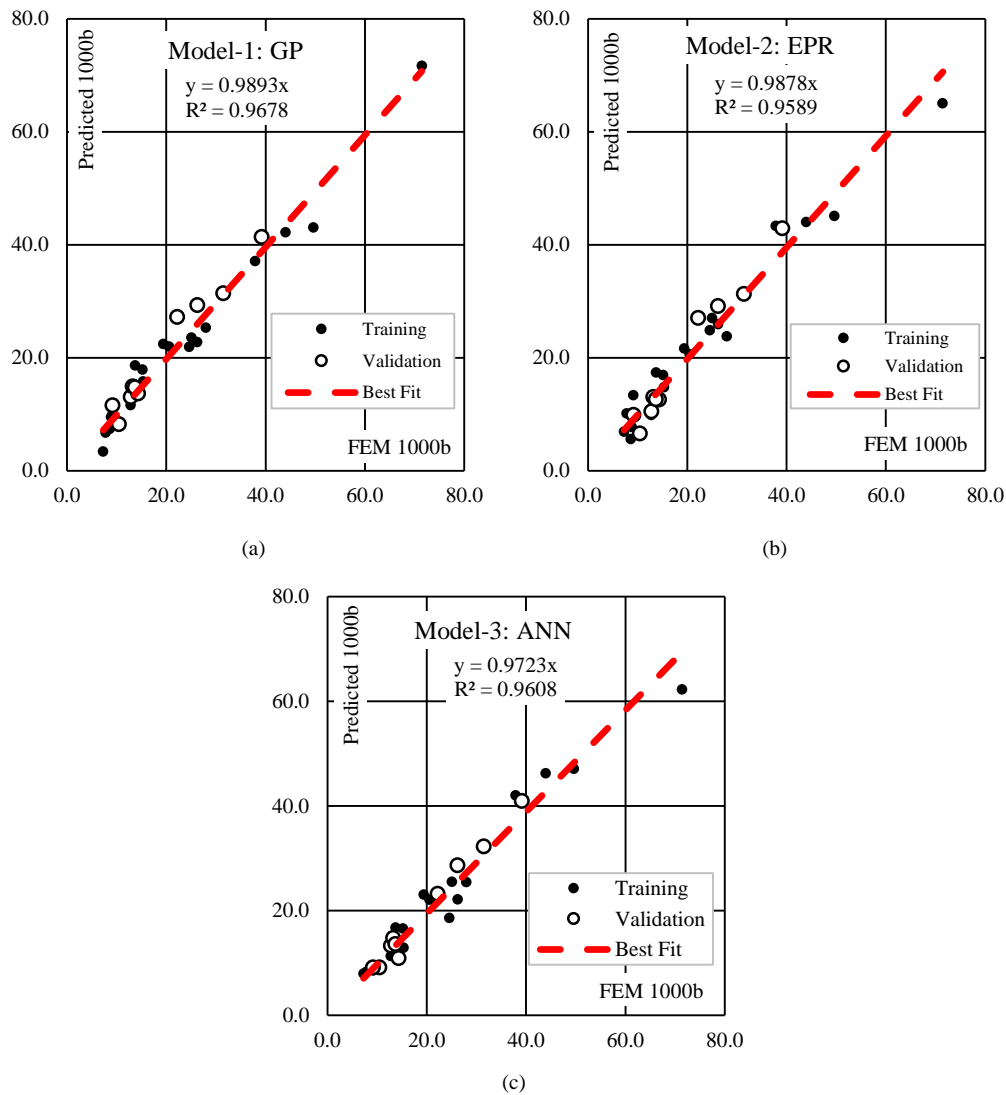 80.0
60.0
40.0
20.0
0.0
Predicted 1000b
Model-1: GP
y = 0.9893x
R² = 0.9678
Training
Validation
Best Fit
FEM 1000b
0.0 20.0 40.0 60.0 80.0
(a)
80.0
60.0
40.0
20.0
0.0
Predicted 1000b
Model-2: EPR
y = 0.9878x
R² = 0.9589
Training
Validation
Best Fit
FEM 1000b
0.0 20.0 40.0 60.0 80.0
(b)
80.0
60.0
40.0
20.0
0.0
Predicted 1000b
Model-3: ANN
y = 0.9723x
R² = 0.9608
Training
Validation
Best Fit
FEM 1000b
0.0 20.0 40.0 60.0 80.0
(c)